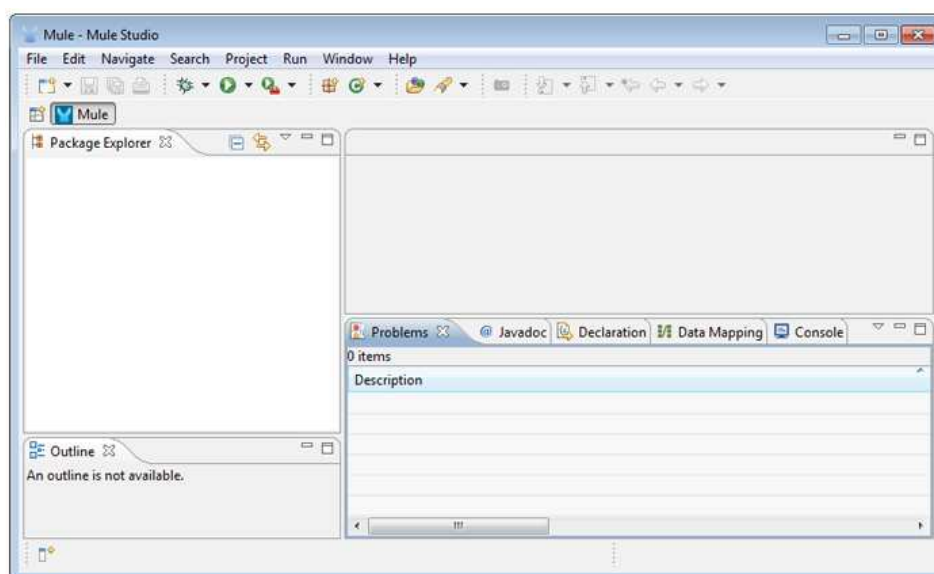 Mule - Mule Studio
File Edit Navigate Search Project Run Window Help
Mule
Package Explorer
Problems @ Javadoc Declaration Data Mapping Console
0 items
Description
Outline
An outline is not available.